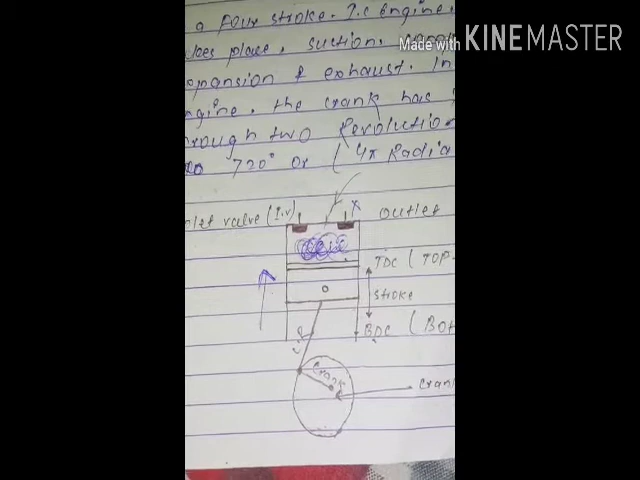 a four stroke. I.C engine.
Made with KINEMASTER
takes place, suction,
expansion & exhaust. In
engine. the crank has
through two Revolution
to 720° or (4π Radia
let valve (I.v)
X
outlet
TDC (TOP-
stroke
BDC (Bot
C.R
Crank
Crank